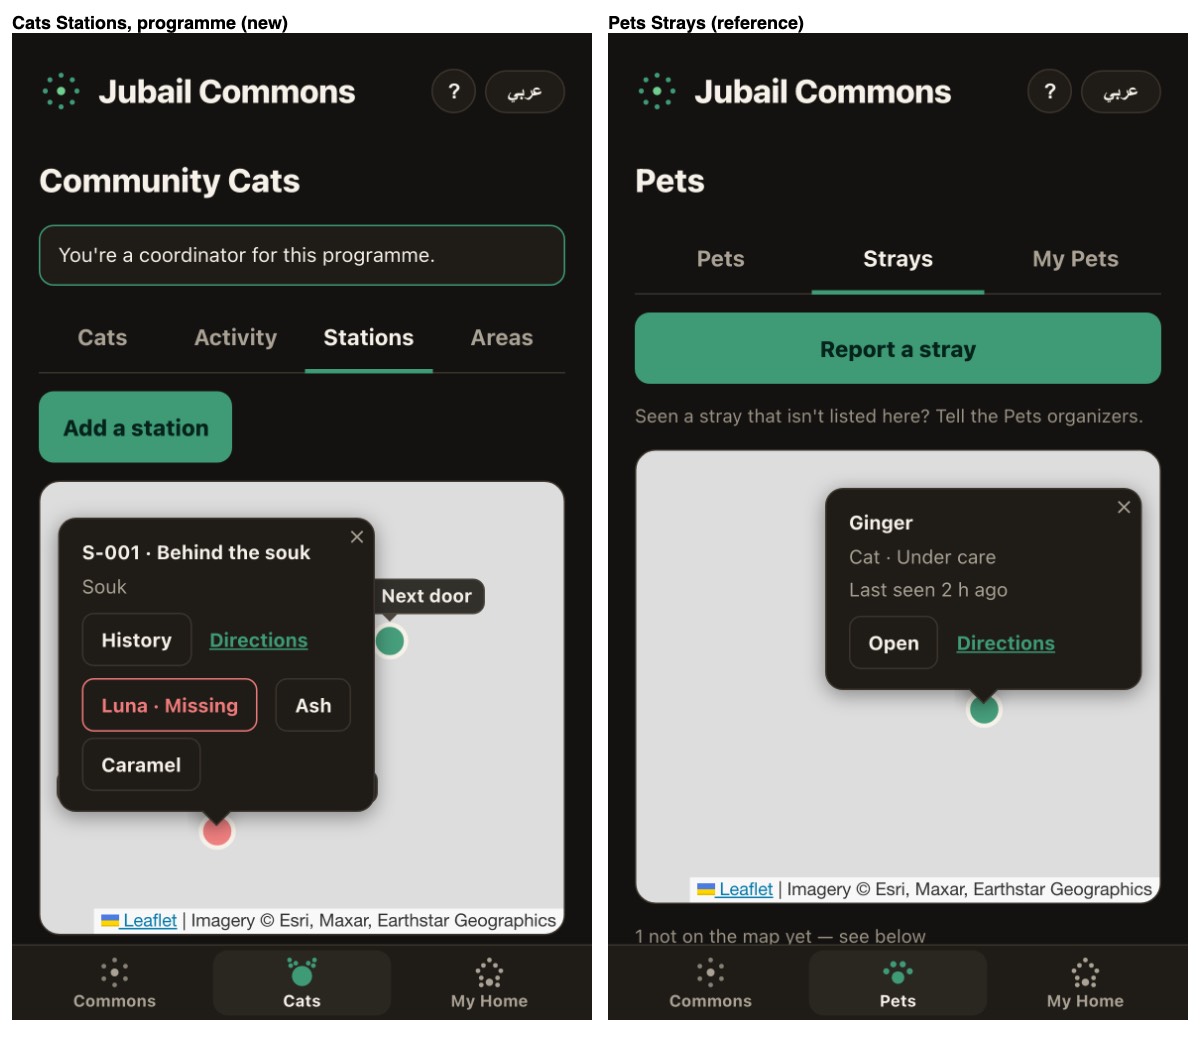 Cats Stations, programme (new)
Jubail Commons
?
عربي
Community Cats
You're a coordinator for this programme.
Cats
Activity
Stations
Areas
Add a station
S-001 · Behind the souk
×
Souk
History
Directions
Luna · Missing
Ash
Caramel
Next door
Leaflet | Imagery © Esri, Maxar, Earthstar Geographics
Commons
Cats
My Home
Pets Strays (reference)
Jubail Commons
?
عربي
Pets
Pets
Strays
My Pets
Report a stray
Seen a stray that isn't listed here? Tell the Pets organizers.
Ginger
×
Cat · Under care
Last seen 2 h ago
Open
Directions
Leaflet | Imagery © Esri, Maxar, Earthstar Geographics
1 not on the map yet — see below
Commons
Pets
My Home